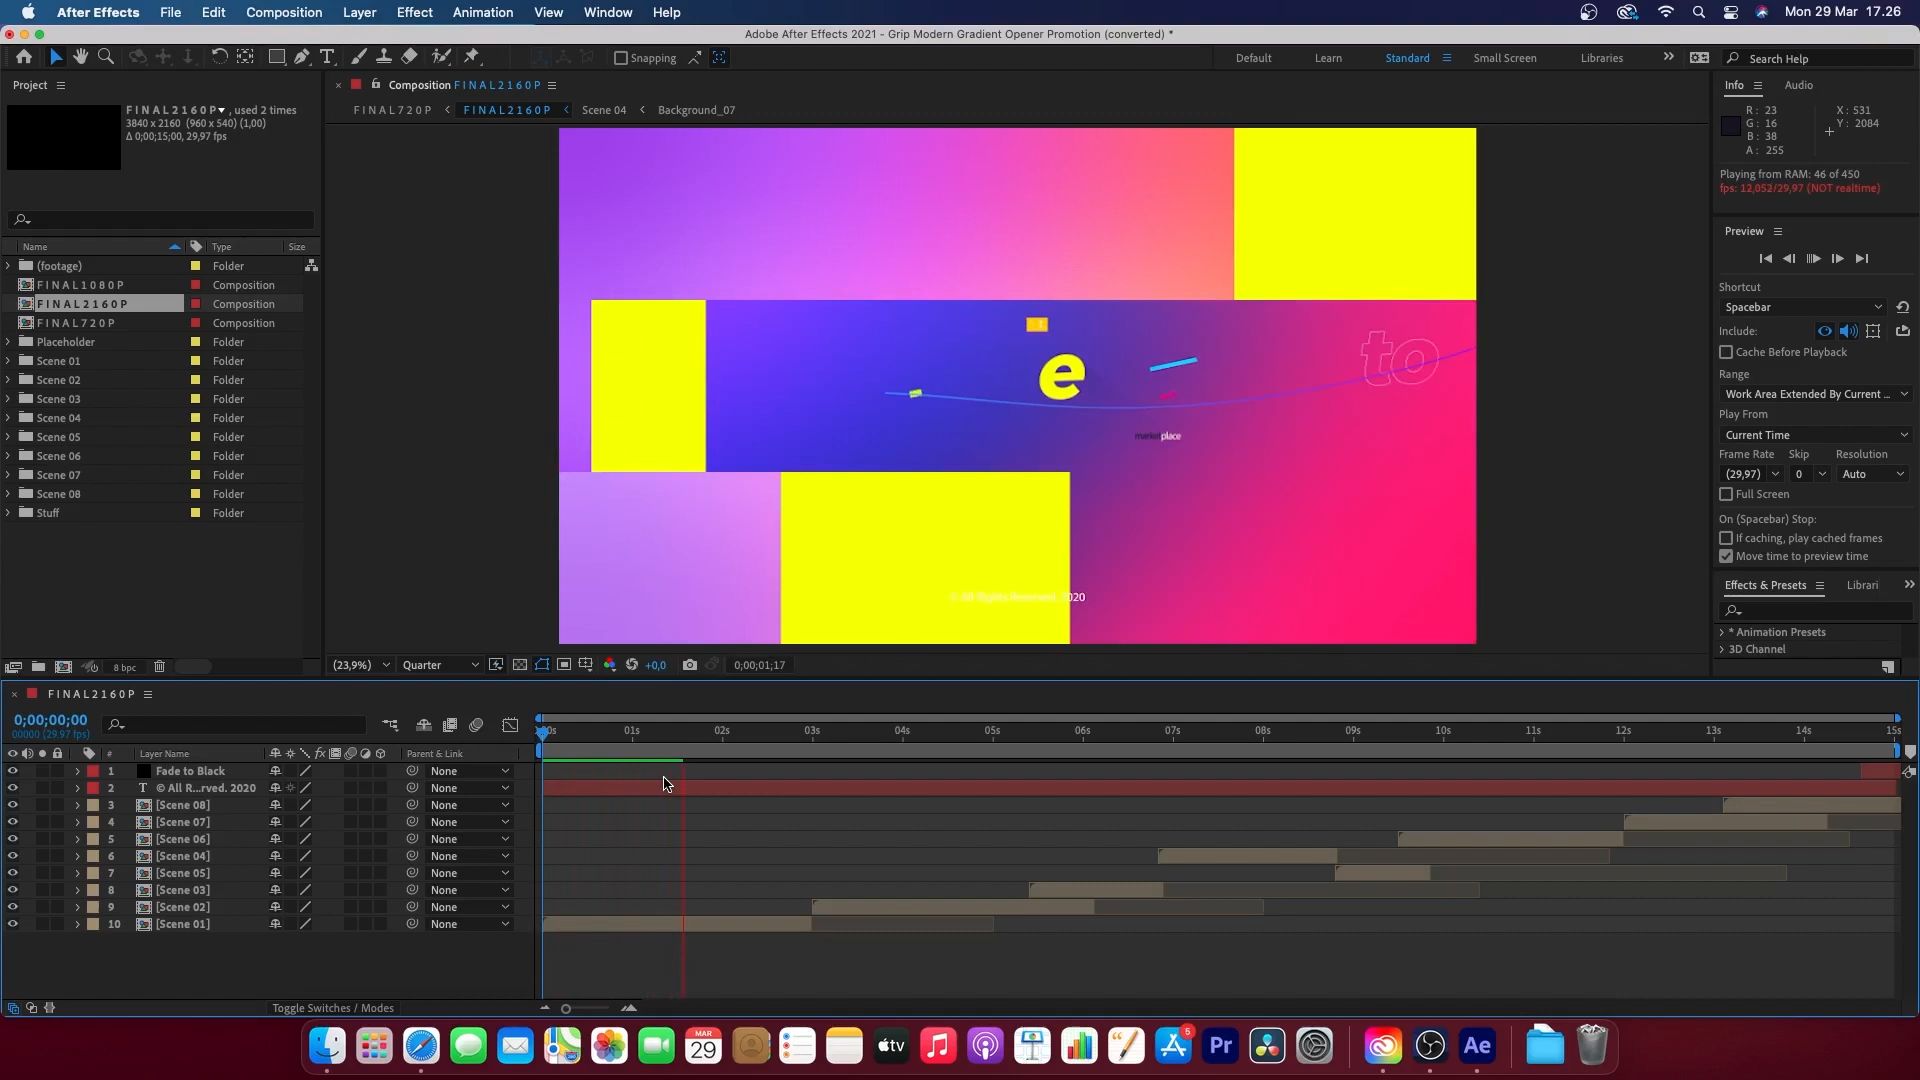 After Effects File Edit Composition Layer Effect Animation View Window Help Mon 29 Mar 17.26
Adobe After Effects 2021 - Grip Modern Gradient Opener Promotion (converted) *
Snapping Default Learn Standard Small Screen Libraries Search Help
Project
FINAL2160P , used 2 times
3840 x 2160 (960 x 540) (1,00)
Δ 0;00;15;00, 29,97 fps
Name Type Size
(footage) Folder
FINAL1080P Composition
FINAL2160P Composition
FINAL720P Composition
Placeholder Folder
Scene 01 Folder
Scene 02 Folder
Scene 03 Folder
Scene 04 Folder
Scene 05 Folder
Scene 06 Folder
Scene 07 Folder
Scene 08 Folder
Stuff Folder
8 bpc
Composition FINAL2160P
FINAL720P FINAL2160P Scene 04 Background_07
e
to
marketplace
© All Rights Reserved. 2020
(23,9%) Quarter +0,0 0;00;01;17
Info Audio
R: 23 X: 531
G: 16 Y: 2084
B: 38
A: 255
Playing from RAM: 46 of 450
fps: 12,052/29,97 (NOT realtime)
Preview
Shortcut
Spacebar
Include:
Cache Before Playback
Range
Work Area Extended By Current ...
Play From
Current Time
Frame Rate Skip Resolution
(29,97) 0 Auto
Full Screen
On (Spacebar) Stop:
If caching, play cached frames
Move time to preview time
Effects & Presets Librari
* Animation Presets
3D Channel
FINAL2160P
0;00;00;00
00000 (29.97 fps)
01s 02s 03s 04s 05s 06s 07s 08s 09s 10s 11s 12s 13s 14s 15s
# Layer Name Parent & Link
1 Fade to Black None
2 T © All R...rved. 2020 None
3 [Scene 08] None
4 [Scene 07] None
5 [Scene 06] None
6 [Scene 04] None
7 [Scene 05] None
8 [Scene 03] None
9 [Scene 02] None
10 [Scene 01] None
Toggle Switches / Modes
MAR
29
tv
5
Pr
Ae